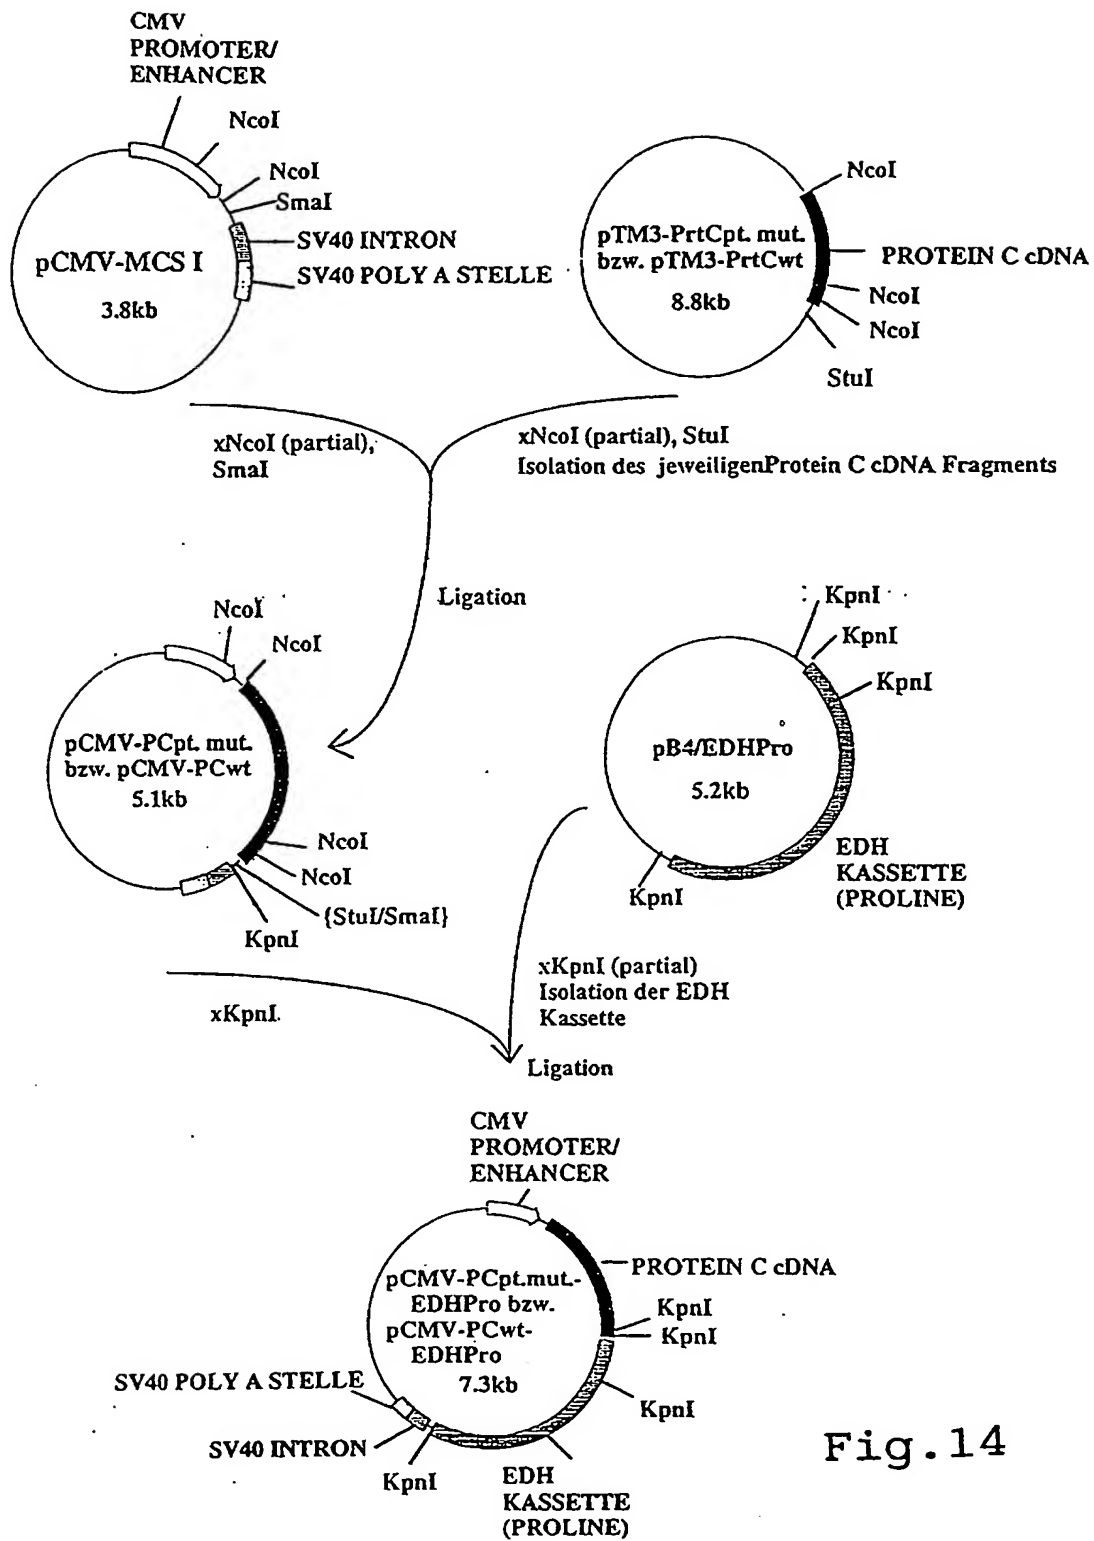 CMV
PROMOTER/
ENHANCER
NcoI
NcoI
SmaI
SV40 INTRON
SV40 POLY A STELLE
pCMV-MCS I
3.8kb
NcoI
pTM3-PrtCpt. mut.
bzw. pTM3-PrtCwt
8.8kb
PROTEIN C cDNA
NcoI
NcoI
StuI
xNcoI (partial),
SmaI
xNcoI (partial), StuI
Isolation des jeweiligenProtein C cDNA Fragments
Ligation
NcoI
NcoI
pCMV-PCpt. mut.
bzw. pCMV-PCwt
5.1kb
NcoI
NcoI
{StuI/SmaI}
KpnI
KpnI
KpnI
KpnI
pB4/EDHPro
5.2kb
EDH
KASSETTE
(PROLINE)
KpnI
xKpnI.
xKpnI (partial)
Isolation der EDH
Kassette
Ligation
CMV
PROMOTER/
ENHANCER
pCMV-PCpt.mut.-
EDHPro bzw.
pCMV-PCwt-
EDHPro
7.3kb
PROTEIN C cDNA
KpnI
KpnI
KpnI
SV40 POLY A STELLE
SV40 INTRON
KpnI
EDH
KASSETTE
(PROLINE)
Fig.14